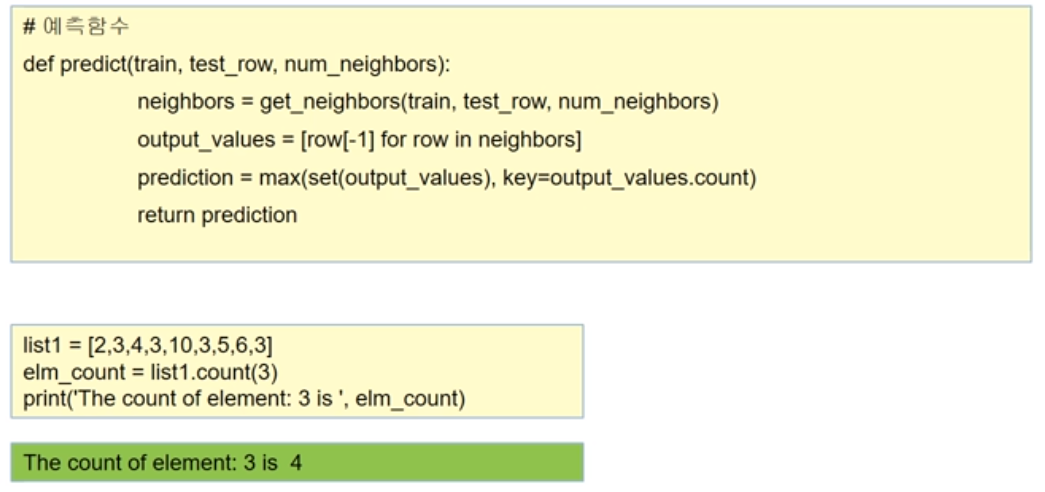 # 예측함수
def predict(train, test_row, num_neighbors):
neighbors = get_neighbors(train, test_row, num_neighbors)
output_values = [row[-1] for row in neighbors]
prediction = max(set(output_values), key=output_values.count)
return prediction
list1 = [2,3,4,3,10,3,5,6,3]
elm_count = list1.count(3)
print('The count of element: 3 is ', elm_count)
The count of element: 3 is  4